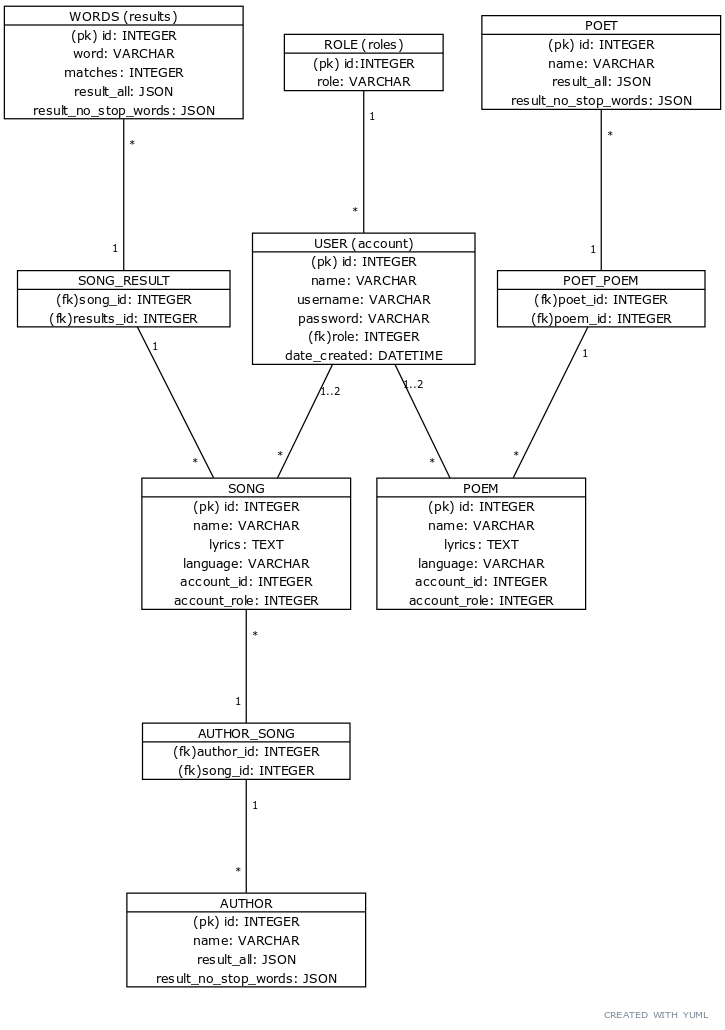 WORDS (results)
(pk) id: INTEGER
word: VARCHAR
matches: INTEGER
result_all: JSON
result_no_stop_words: JSON
ROLE (roles)
(pk) id:INTEGER
role: VARCHAR
POET
(pk) id: INTEGER
name: VARCHAR
result_all: JSON
result_no_stop_words: JSON
*
1
1
*
*
1
SONG_RESULT
(fk)song_id: INTEGER
(fk)results_id: INTEGER
USER (account)
(pk) id: INTEGER
name: VARCHAR
username: VARCHAR
password: VARCHAR
(fk)role: INTEGER
date_created: DATETIME
POET_POEM
(fk)poet_id: INTEGER
(fk)poem_id: INTEGER
1
*
1..2
*
1..2
*
1
*
SONG
(pk) id: INTEGER
name: VARCHAR
lyrics: TEXT
language: VARCHAR
account_id: INTEGER
account_role: INTEGER
POEM
(pk) id: INTEGER
name: VARCHAR
lyrics: TEXT
language: VARCHAR
account_id: INTEGER
account_role: INTEGER
*
1
AUTHOR_SONG
(fk)author_id: INTEGER
(fk)song_id: INTEGER
1
*
AUTHOR
(pk) id: INTEGER
name: VARCHAR
result_all: JSON
result_no_stop_words: JSON
CREATED WITH YUML